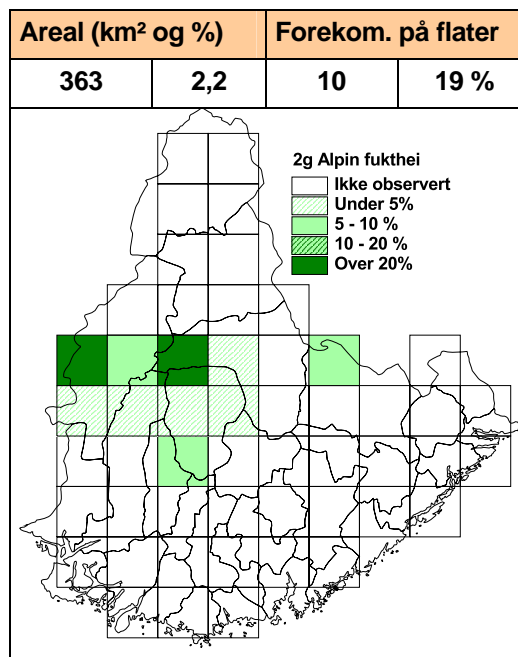 Areal (km² og %) Forekom. på flater
363 2,2 10 19 %
2g Alpin fukthei
Ikke observert
Under 5%
5 - 10 %
10 - 20 %
Over 20%